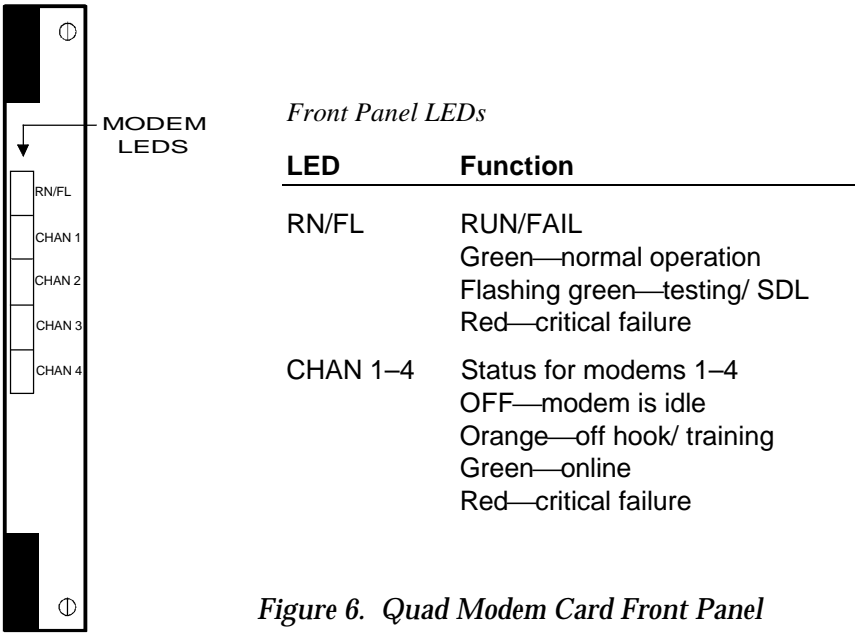 MODEM
LEDS
RN/FL
CHAN 1
CHAN 2
CHAN 3
CHAN 4
Front Panel LEDs
LED Function
RN/FL RUN/FAIL
Green—normal operation
Flashing green—testing/ SDL
Red—critical failure
CHAN 1–4 Status for modems 1–4
OFF—modem is idle
Orange—off hook/ training
Green—online
Red—critical failure
Figure 6. Quad Modem Card Front Panel